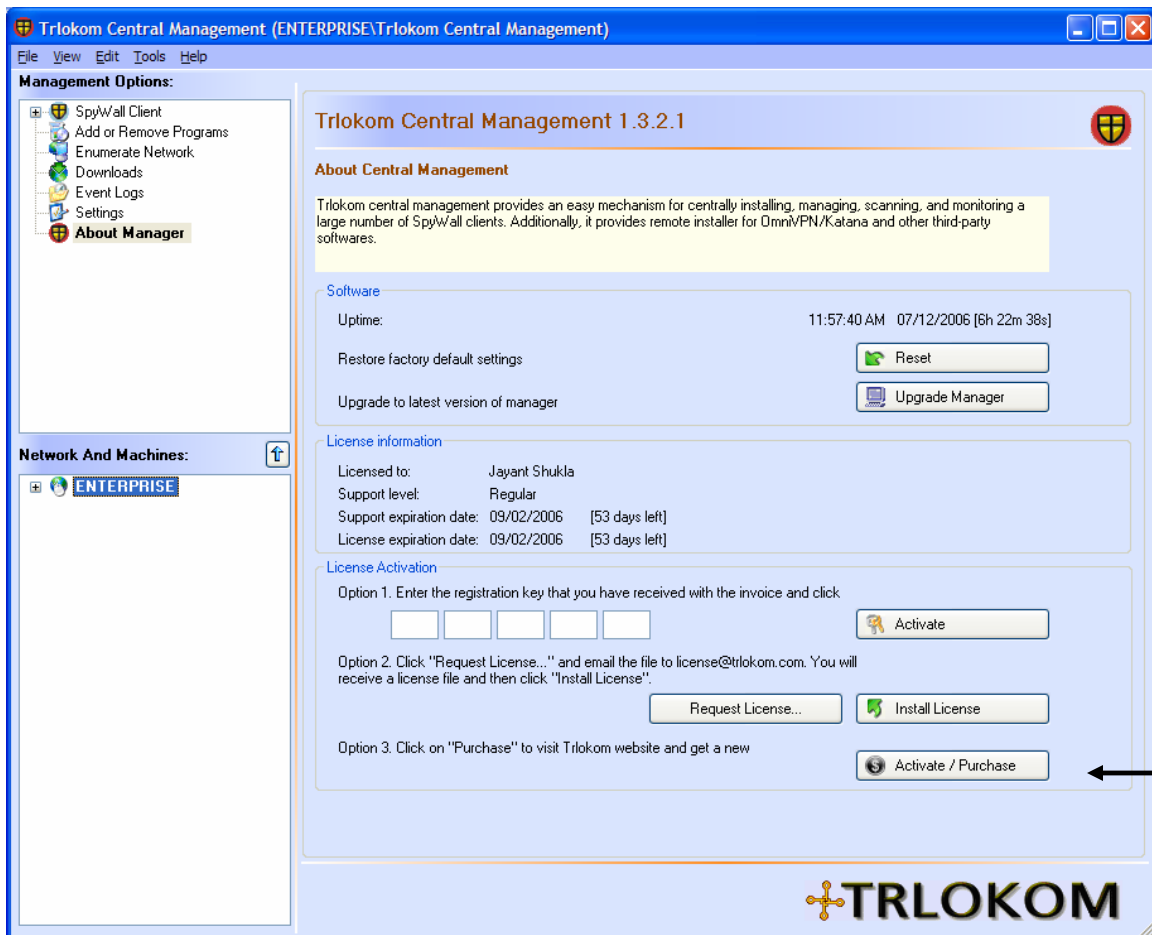 Trlokom Central Management (ENTERPRISE\Trlokom Central Management)
File View Edit Tools Help
Management Options:
SpyWall Client
Add or Remove Programs
Enumerate Network
Downloads
Event Logs
Settings
About Manager
Network And Machines:
ENTERPRISE
Trlokom Central Management 1.3.2.1
About Central Management
Trlokom central management provides an easy mechanism for centrally installing, managing, scanning, and monitoring a
large number of SpyWall clients. Additionally, it provides remote installer for OmniVPN/Katana and other third-party
softwares.
Software
Uptime: 11:57:40 AM 07/12/2006 [6h 22m 38s]
Restore factory default settings Reset
Upgrade to latest version of manager Upgrade Manager
License information
Licensed to: Jayant Shukla
Support level: Regular
Support expiration date: 09/02/2006 [53 days left]
License expiration date: 09/02/2006 [53 days left]
License Activation
Option 1. Enter the registration key that you have received with the invoice and click
Activate
Option 2. Click "Request License..." and email the file to license@trlokom.com. You will
receive a license file and then click "Install License".
Request License... Install License
Option 3. Click on "Purchase" to visit Trlokom website and get a new
Activate / Purchase
TRLOKOM